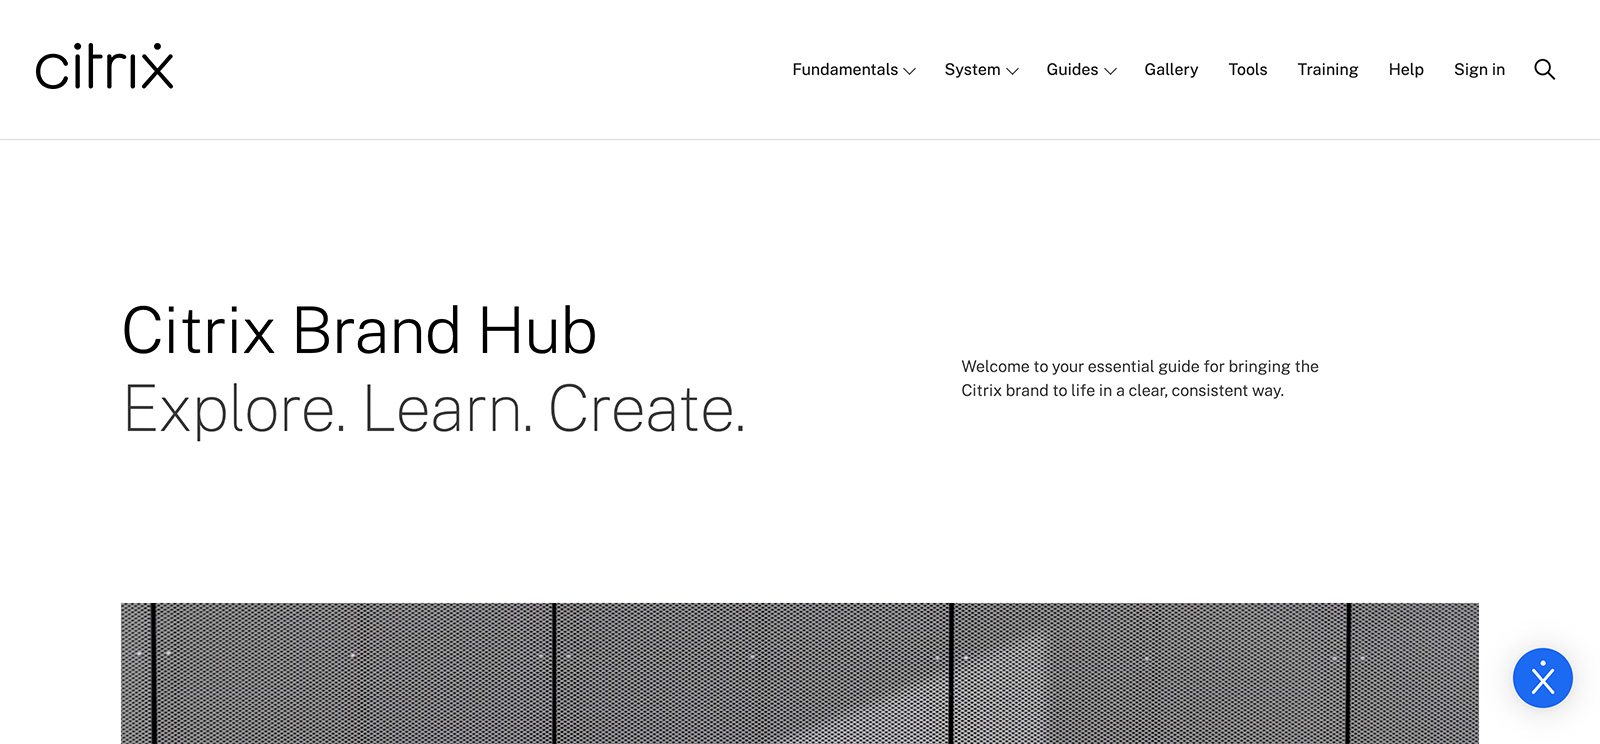 citrix
Fundamentals
System
Guides
Gallery
Tools
Training
Help
Sign in
Citrix Brand Hub
Explore. Learn. Create.
Welcome to your essential guide for bringing the
Citrix brand to life in a clear, consistent way.